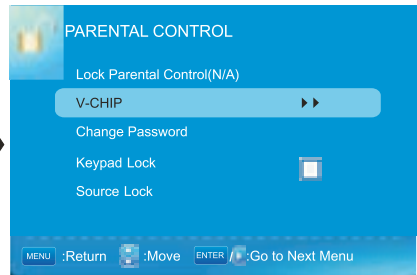 PARENTAL CONTROL
Lock Parental Control(N/A)
V-CHIP
Change Password
Keypad Lock
Source Lock
MENU :Return :Move ENTER / :Go to Next Menu